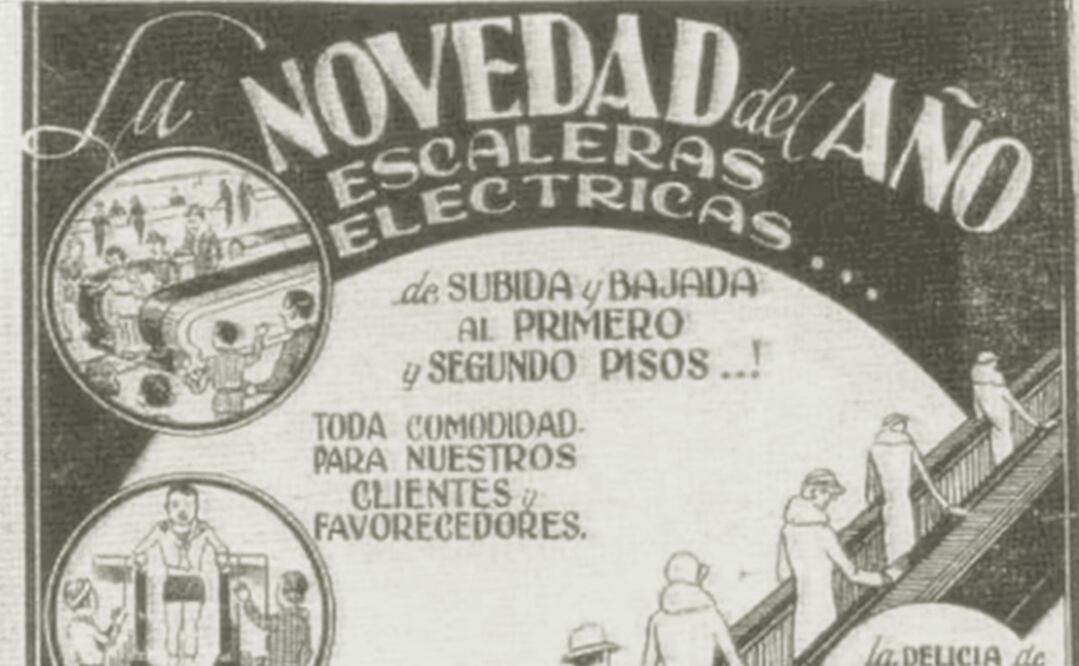 La NOVEDAD del AÑO
ESCALERAS
ELECTRICAS...
de SUBIDA y BAJADA
AL PRIMERO
y SEGUNDO PISOS...!
TODA COMODIDAD
PARA NUESTROS
CLIENTES y
FAVORECEDORES.
la DELICIA de